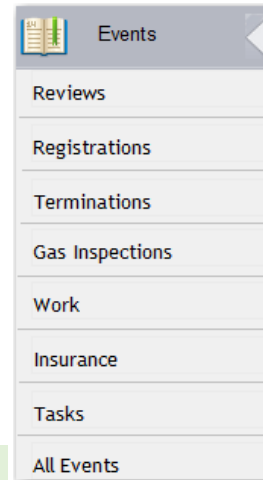 Events
Reviews
Registrations
Terminations
Gas Inspections
Work
Insurance
Tasks
All Events